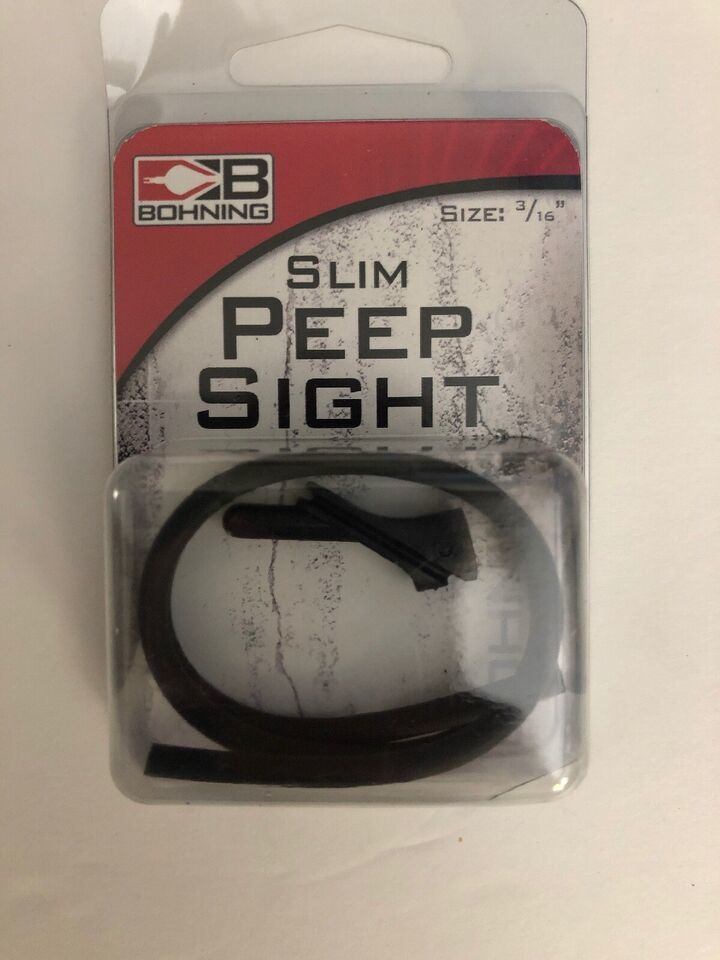 B
BOHNING
SIZE: 3/16"
SLIM
PEEP
SIGHT